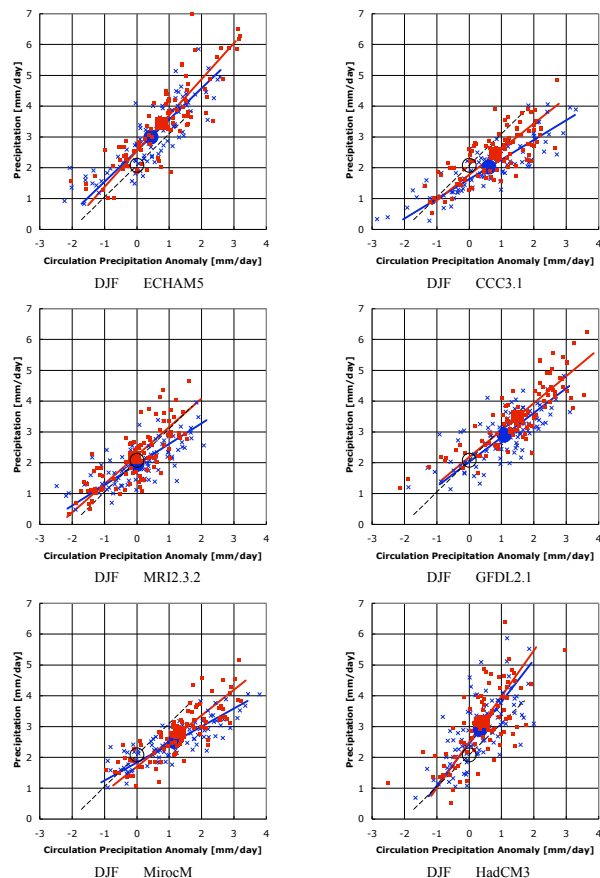 7 7
6 6
5 5
4 4
3 3
2 2
1 1
0 0
Precipitation [mm/day] Precipitation [mm/day]
-3 -2 -1 0 1 2 3 4 -3 -2 -1 0 1 2 3 4
Circulation Precipitation Anomaly [mm/day] Circulation Precipitation Anomaly [mm/day]
DJF ECHAM5 DJF CCC3.1
7 7
6 6
5 5
4 4
3 3
2 2
1 1
0 0
Precipitation [mm/day] Precipitation [mm/day]
-3 -2 -1 0 1 2 3 4 -3 -2 -1 0 1 2 3 4
Circulation Precipitation Anomaly [mm/day] Circulation Precipitation Anomaly [mm/day]
DJF MRI2.3.2 DJF GFDL2.1
7 7
6 6
5 5
4 4
3 3
2 2
1 1
0 0
Precipitation [mm/day] Precipitation [mm/day]
-3 -2 -1 0 1 2 3 4 -3 -2 -1 0 1 2 3 4
Circulation Precipitation Anomaly [mm/day] Circulation Precipitation Anomaly [mm/day]
DJF MirocM DJF HadCM3